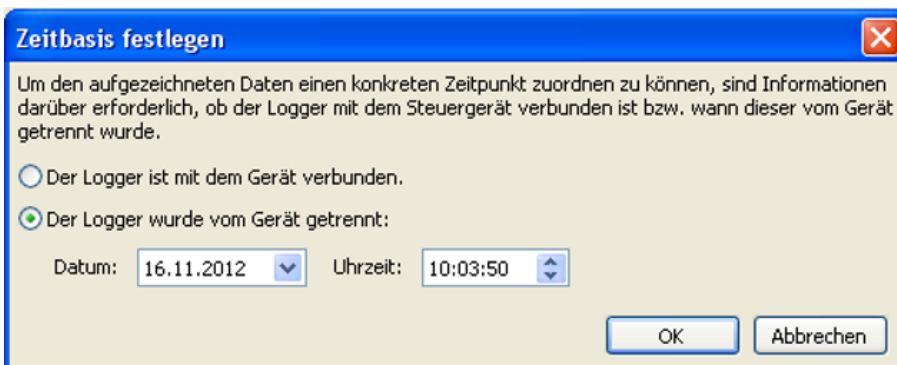 Zeitbasis festlegen
Um den aufgezeichneten Daten einen konkreten Zeitpunkt zuordnen zu können, sind Informationen
darüber erforderlich, ob der Logger mit dem Steuergerät verbunden ist bzw. wann dieser vom Gerät
getrennt wurde.
Der Logger ist mit dem Gerät verbunden.
Der Logger wurde vom Gerät getrennt:
Datum: 16.11.2012 Uhrzeit: 10:03:50
OK Abbrechen